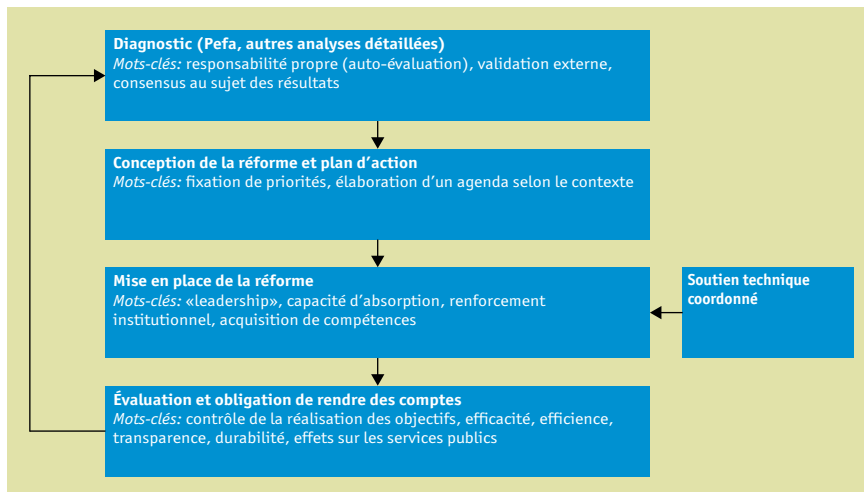 Diagnostic (Pefa, autres analyses détaillées)
Mots-clés: responsabilité propre (auto-évaluation), validation externe,
consensus au sujet des résultats
Conception de la réforme et plan d’action
Mots-clés: fixation de priorités, élaboration d’un agenda selon le contexte
Mise en place de la réforme
Mots-clés: «leadership», capacité d’absorption, renforcement
institutionnel, acquisition de compétences
Soutien technique
coordonné
Évaluation et obligation de rendre des comptes
Mots-clés: contrôle de la réalisation des objectifs, efficacité, efficience,
transparence, durabilité, effets sur les services publics